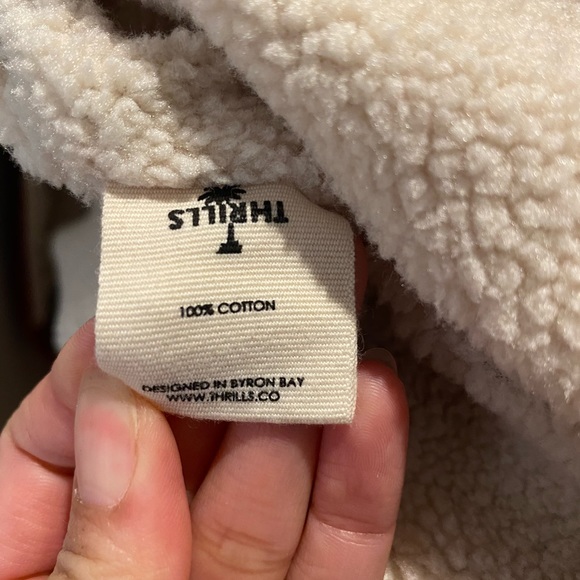 THRILLS
100% COTTON
DESIGNED IN BYRON BAY
WWW.THRILLS.CO